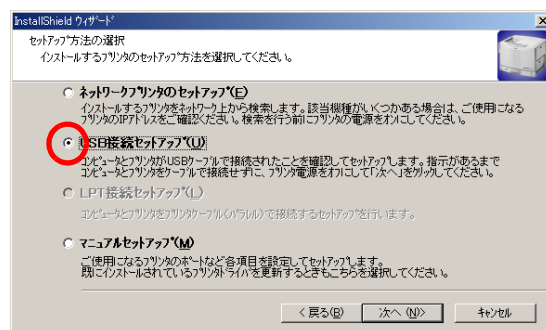 InstallShield ウィザード
セットアップ方法の選択
インストールするプリンタのセットアップ方法を選択してください。
ネットワークプリンタのセットアップ(E)
インストールするプリンタをネットワーク上から検索します。該当機種がいくつかある場合は、ご使用になる
プリンタのIPアドレスをご確認ください。検索を行う前にプリンタの電源をオンにしてください。
USB接続セットアップ(U)
コンピュータとプリンタがUSBケーブルで接続されたことを確認してセットアップします。指示があるまで
コンピュータとプリンタをケーブルで接続せずに、プリンタ電源をオフにして「次へ」をクリックしてください。
LPT接続セットアップ(L)
コンピュータとプリンタをプリンタケーブル(パラレル)で接続するセットアップを行います。
マニュアルセットアップ(M)
ご使用になるプリンタのポートなど各項目を設定してセットアップします。
既にインストールされているプリンタドライバを更新するときもこちらを選択してください。
< 戻る(B) 次へ (N)> キャンセル